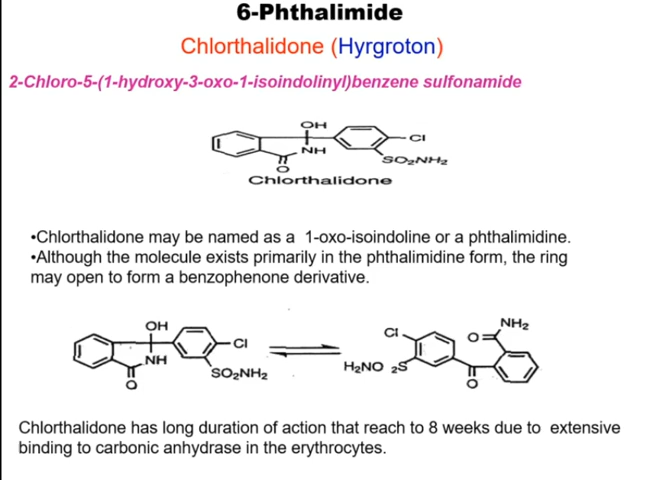 6-Phthalimide
Chlorthalidone (Hyrgroton)
2-Chloro-5-(1-hydroxy-3-oxo-1-isoindolinyl)benzene sulfonamide
OH
Cl
NH
SO₂NH₂
O
Chlorthalidone
•Chlorthalidone may be named as a 1-oxo-isoindoline or a phthalimidine.
•Although the molecule exists primarily in the phthalimidine form, the ring
may open to form a benzophenone derivative.
OH
Cl
NH
SO₂NH₂
O
Cl
O
NH₂
H₂NO ₂S
O
Chlorthalidone has long duration of action that reach to 8 weeks due to extensive
binding to carbonic anhydrase in the erythrocytes.